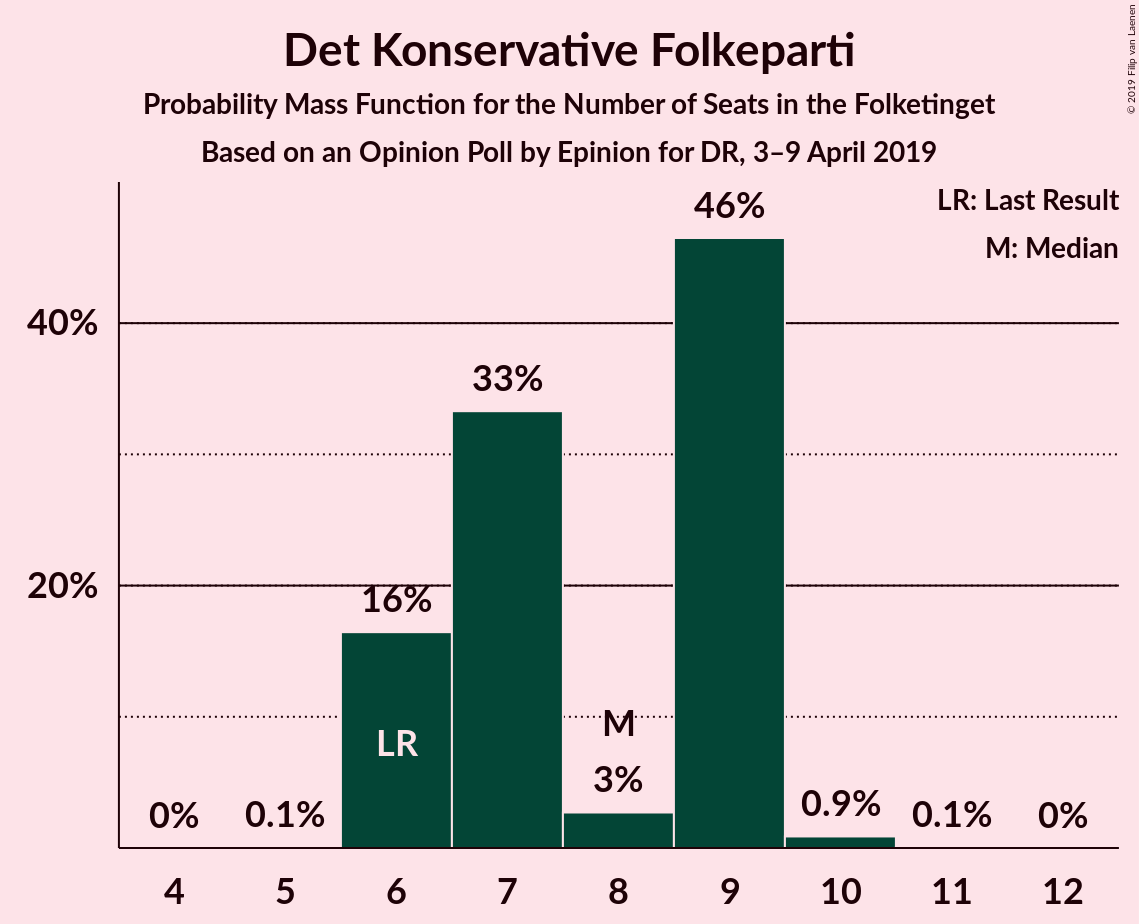 Det Konservative Folkeparti
Probability Mass Function for the Number of Seats in the Folketinget
Based on an Opinion Poll by Epinion for DR, 3–9 April 2019
© 2019 Filip van Laenen
LR: Last Result
M: Median
46%
40%
33%
20%
16%
LR
M
3%
0%
0.1%
0.9%
0.1%
0%
4 5 6 7 8 9 10 11 12